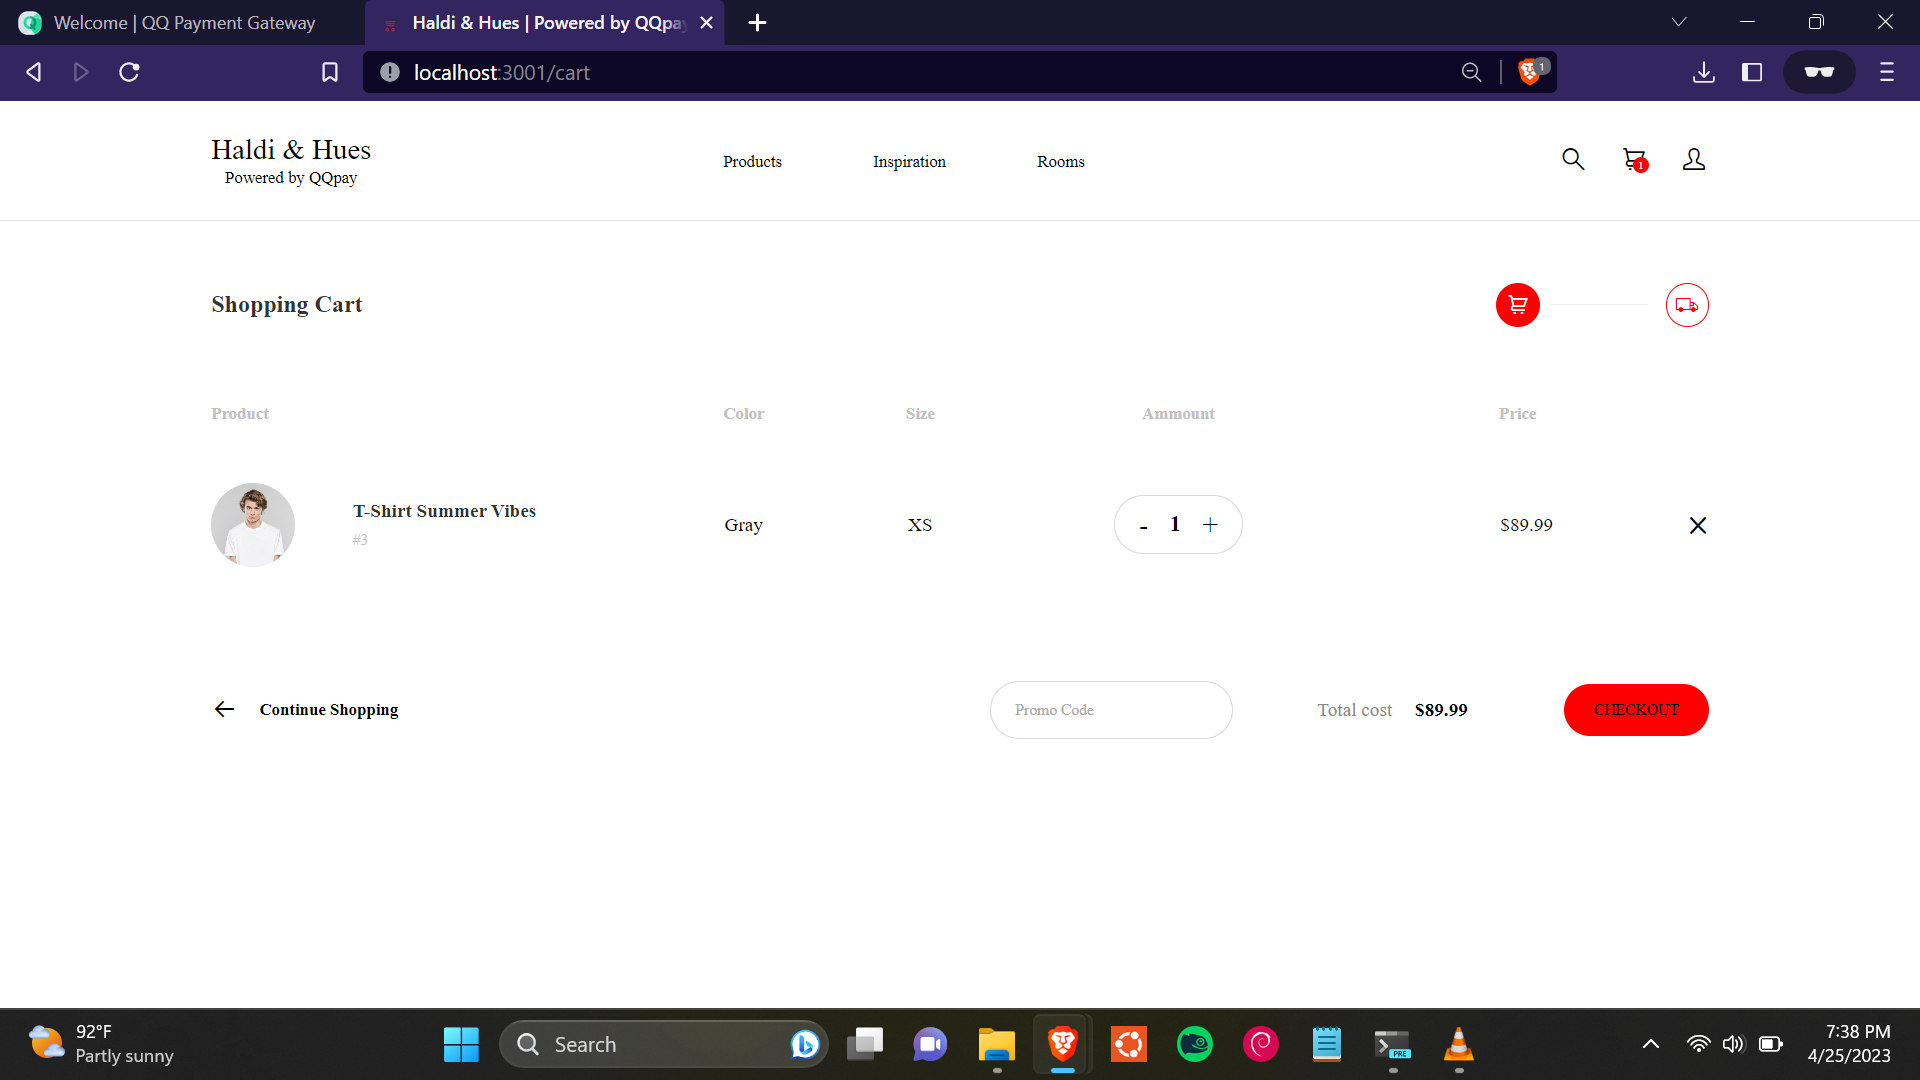 Welcome | QQ Payment Gateway
Haldi & Hues | Powered by QQpay
localhost:3001/cart
1
Haldi & Hues
Powered by QQpay
Products
Inspiration
Rooms
1
Shopping Cart
Product
Color
Size
Ammount
Price
T-Shirt Summer Vibes
#3
Gray
XS
- 1 +
$89.99
Continue Shopping
Promo Code
Total cost $89.99
CHECKOUT
92°F
Partly sunny
Search
PRE
7:38 PM
4/25/2023